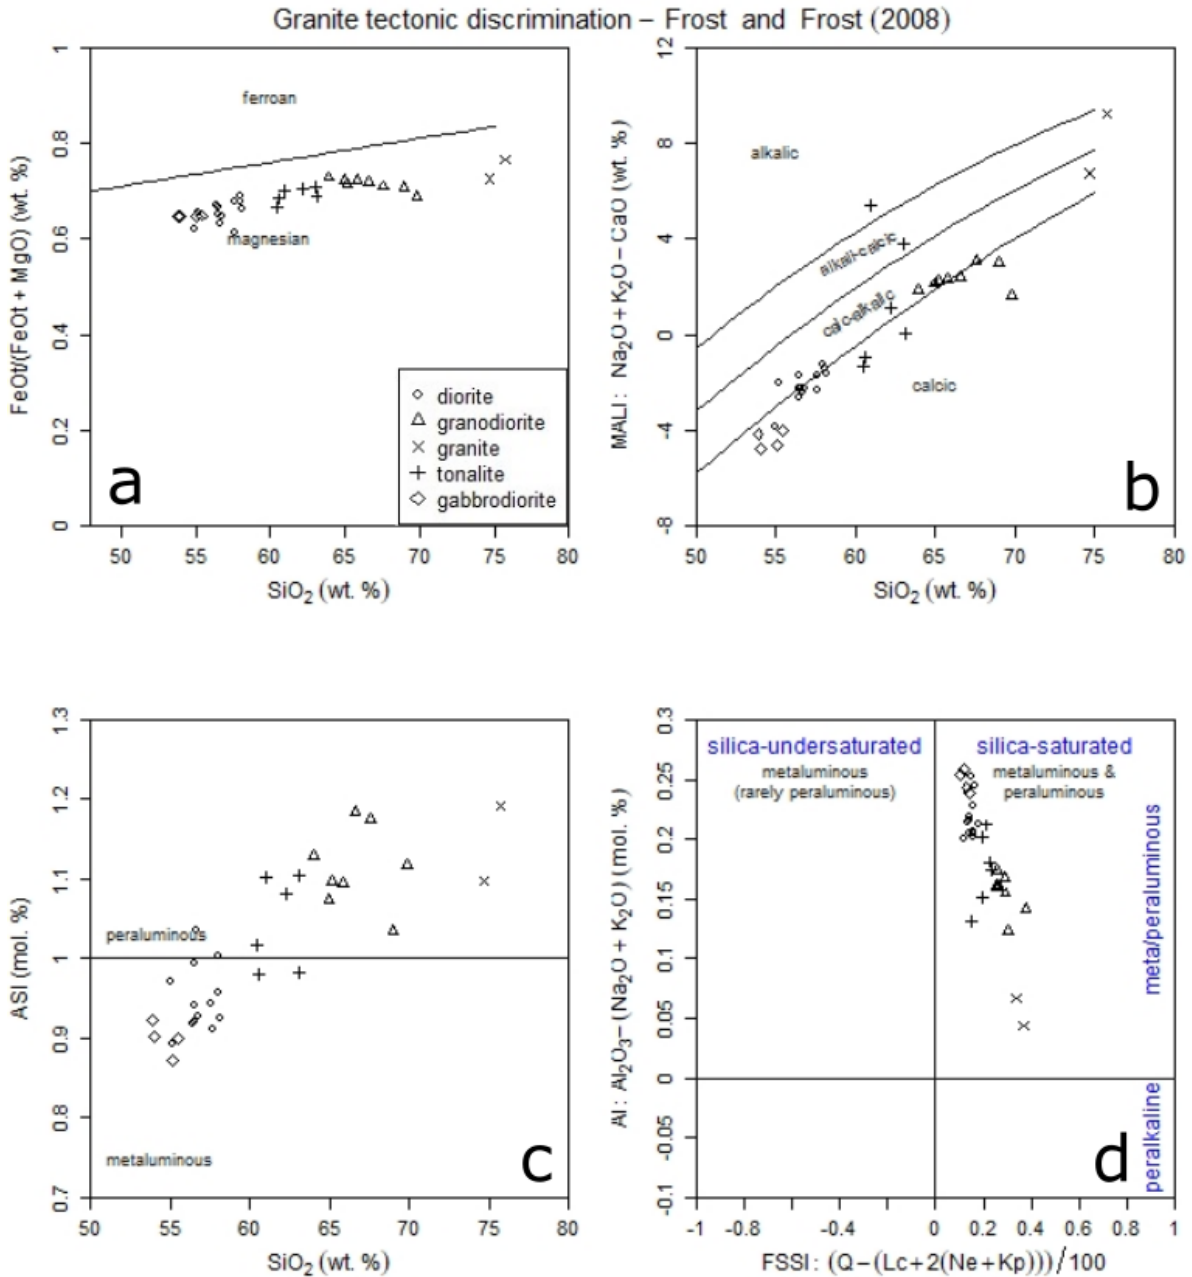 Granite tectonic discrimination – Frost and Frost (2008)
FeOt/(FeOt + MgO) (wt. %)
1
0.8
0.6
0.4
0.2
0
ferroan
magnesian
diorite
granodiorite
granite
tonalite
gabbrodiorite
a
50 55 60 65 70 75 80
SiO₂ (wt. %)
MALI : Na₂O + K₂O – CaO (wt. %)
12
8
4
0
-4
-8
alkalic
alkali-calcic
calc-alkalic
calcic
b
50 55 60 65 70 75 80
SiO₂ (wt. %)
ASI (mol. %)
1.3
1.2
1.1
1
0.9
0.8
0.7
peraluminous
metaluminous
c
50 55 60 65 70 75 80
SiO₂ (wt. %)
AI : Al₂O₃– (Na₂O + K₂O) (mol. %)
0.3
0.25
0.2
0.15
0.1
0.05
0
-0.05
-0.1
silica-undersaturated
metaluminous
(rarely peraluminous)
silica-saturated
metaluminous &
peraluminous
meta/peraluminous
peralkaline
d
-1 -0.8 -0.4 0 0.2 0.4 0.6 0.8 1
FSSI : (Q – (Lc + 2(Ne + Kp))) / 100